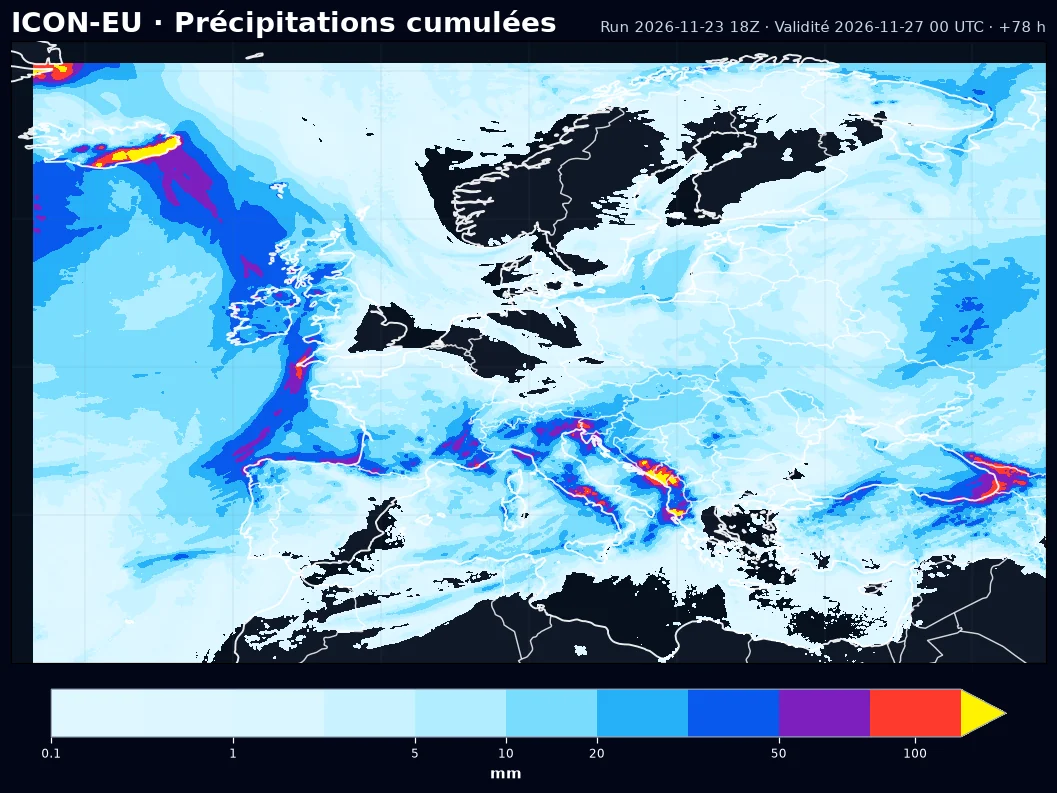 ICON-EU · Précipitations cumulées
Run 2026-11-23 18Z · Validité 2026-11-27 00 UTC · +78 h
0.1 1 5 10 20 50 100
mm